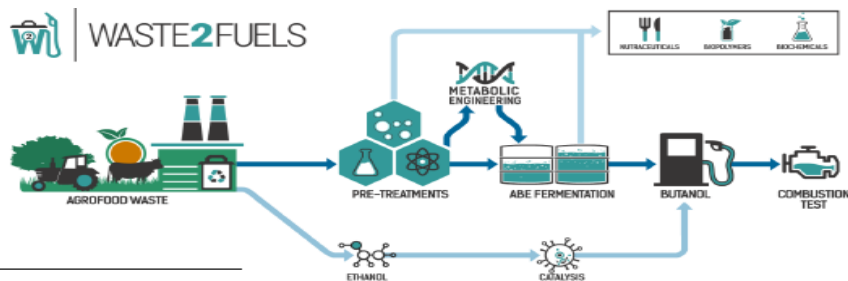 WASTE2FUELS
NUTRACEUTICALS
BIOPOLYMERS
BIOCHEMICALS
METABOLIC
ENGINEERING
AGROFOOD WASTE
PRE-TREATMENTS
ABE FERMENTATION
BUTANOL
COMBUSTION
TEST
ETHANOL
CATALYSIS